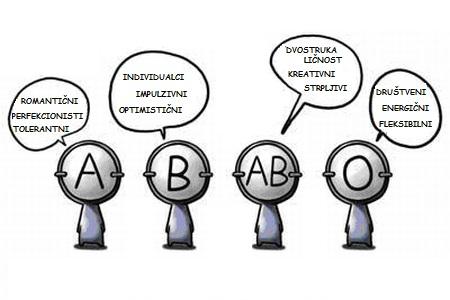 ROMANTIČNI
PERFEKCIONISTI
TOLERANTNI
INDIVIDUALCI
IMPULZIVNI
OPTIMISTIČNI
DVOSTRUKA
LIČNOST
KREATIVNI
STRPLJIVI
DRUŠTVENI
ENERGIČNI
FLEKSIBILNI
A
B
AB
O